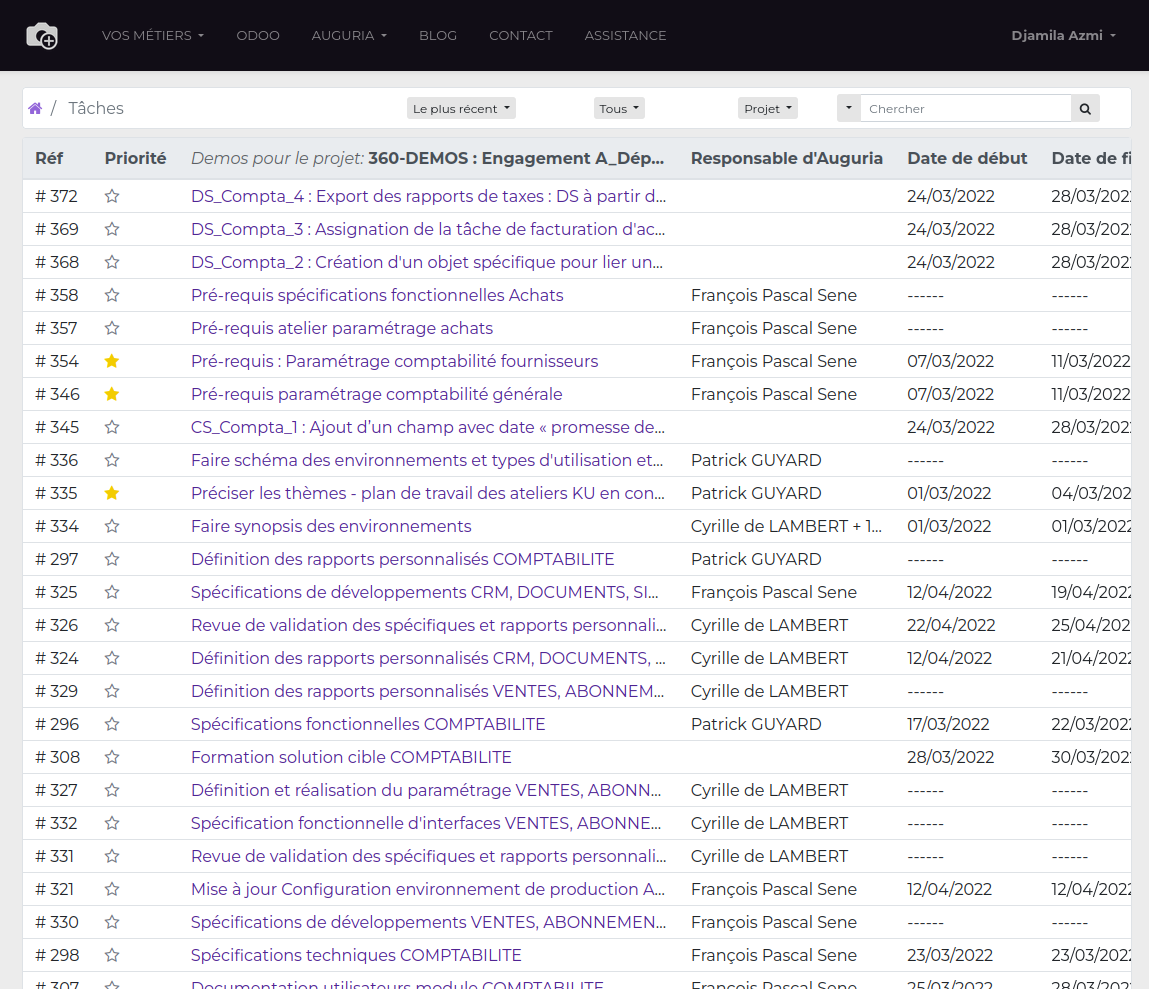 VOS MÉTIERS ODOO AUGURIA BLOG CONTACT ASSISTANCE Djamila Azmi
/ Tâches Le plus récent Tous Projet Chercher
Réf Priorité Demos pour le projet: 360-DEMOS : Engagement A_Dép... Responsable d'Auguria Date de début Date de fi
# 372 DS_Compta_4 : Export des rapports de taxes : DS à partir d... 24/03/2022 28/03/202
# 369 DS_Compta_3 : Assignation de la tâche de facturation d'ac... 24/03/2022 28/03/202
# 368 DS_Compta_2 : Création d'un objet spécifique pour lier un... 24/03/2022 28/03/202
# 358 Pré-requis spécifications fonctionnelles Achats François Pascal Sene ------ ------
# 357 Pré-requis atelier paramétrage achats François Pascal Sene ------ ------
# 354 Pré-requis : Paramétrage comptabilité fournisseurs François Pascal Sene 07/03/2022 11/03/2022
# 346 Pré-requis paramétrage comptabilité générale François Pascal Sene 07/03/2022 11/03/2022
# 345 CS_Compta_1 : Ajout d’un champ avec date « promesse de... 24/03/2022 28/03/202
# 336 Faire schéma des environnements et types d'utilisation et... Patrick GUYARD ------ ------
# 335 Préciser les thèmes - plan de travail des ateliers KU en con... Patrick GUYARD 01/03/2022 04/03/202
# 334 Faire synopsis des environnements Cyrille de LAMBERT + 1... 01/03/2022 01/03/2022
# 297 Définition des rapports personnalisés COMPTABILITE Patrick GUYARD ------ ------
# 325 Spécifications de développements CRM, DOCUMENTS, SI... François Pascal Sene 12/04/2022 19/04/2022
# 326 Revue de validation des spécifiques et rapports personnali... Cyrille de LAMBERT 22/04/2022 25/04/202
# 324 Définition des rapports personnalisés CRM, DOCUMENTS, ... Cyrille de LAMBERT 12/04/2022 21/04/2022
# 329 Définition des rapports personnalisés VENTES, ABONNEM... Cyrille de LAMBERT ------ ------
# 296 Spécifications fonctionnelles COMPTABILITE Patrick GUYARD 17/03/2022 22/03/202
# 308 Formation solution cible COMPTABILITE 28/03/2022 30/03/202
# 327 Définition et réalisation du paramétrage VENTES, ABONN... Cyrille de LAMBERT ------ ------
# 332 Spécification fonctionnelle d'interfaces VENTES, ABONNE... Cyrille de LAMBERT ------ ------
# 331 Revue de validation des spécifiques et rapports personnali... Cyrille de LAMBERT ------ ------
# 321 Mise à jour Configuration environnement de production A... François Pascal Sene 12/04/2022 12/04/2022
# 330 Spécifications de développements VENTES, ABONNEMEN... François Pascal Sene ------ ------
# 298 Spécifications techniques COMPTABILITE François Pascal Sene 23/03/2022 23/03/202
# 307 Documentation utilisateurs module COMPTABILITE François Pascal Sene 25/03/2022 28/03/202